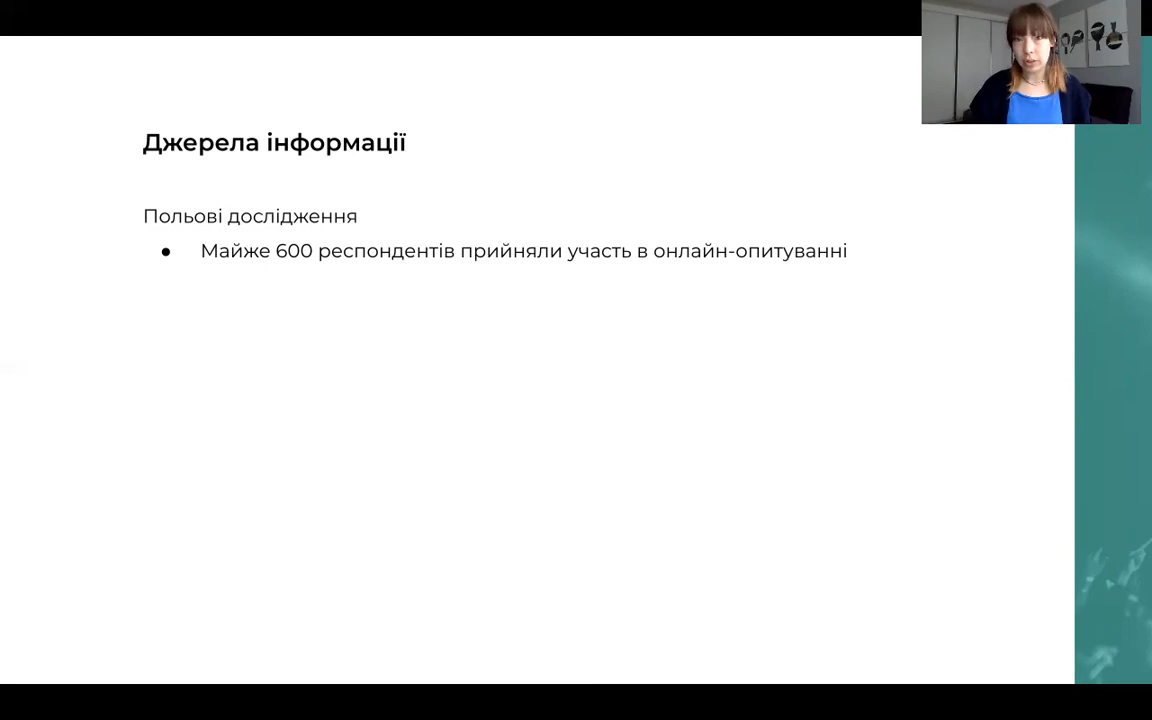 Джерела інформації
Польові дослідження
● Майже 600 респондентів прийняли участь в онлайн-опитуванні